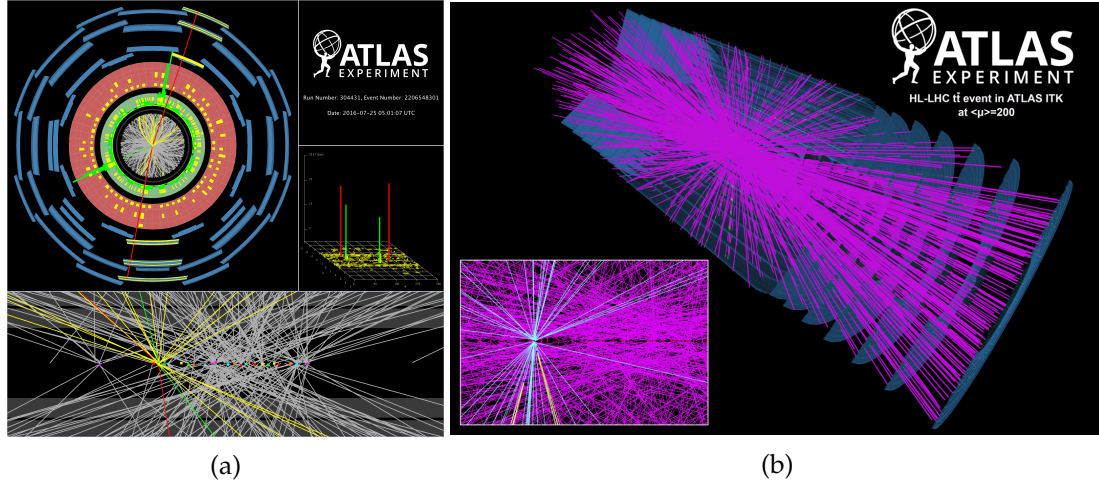 ATLAS
EXPERIMENT
Run Number: 304431, Event Number: 2206548301
Date: 2016-07-25 05:01:07 UTC
(a)
ATLAS
EXPERIMENT
HL-LHC tt̄ event in ATLAS ITK
at <μ>=200
(b)